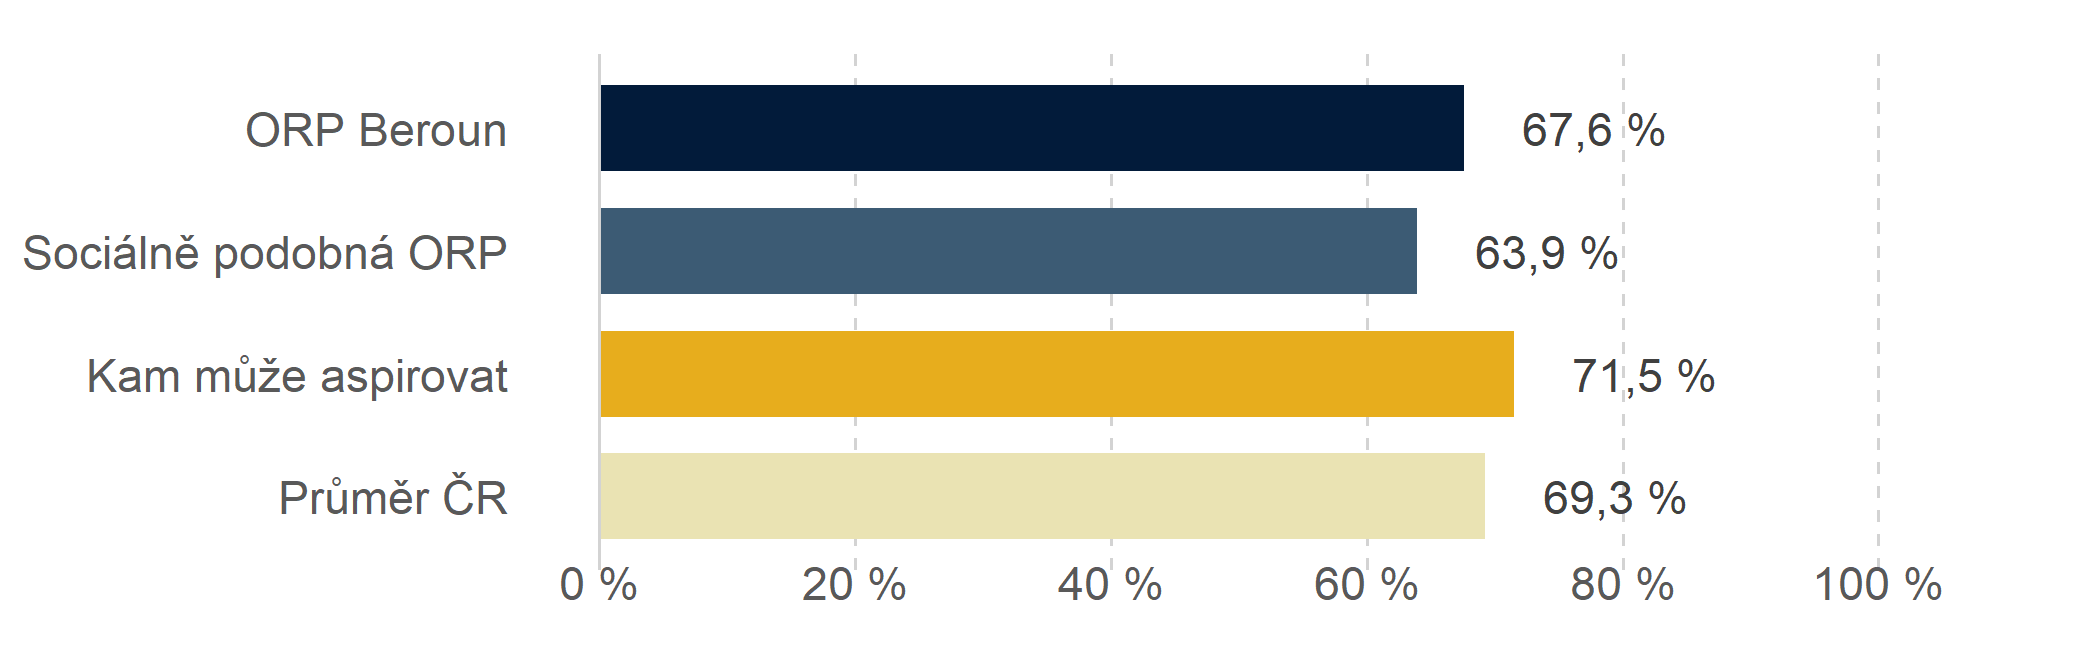 ORP Beroun 67,6 %
Sociálně podobná ORP 63,9 %
Kam může aspirovat 71,5 %
Průměr ČR 69,3 %
0 % 20 % 40 % 60 % 80 % 100 %